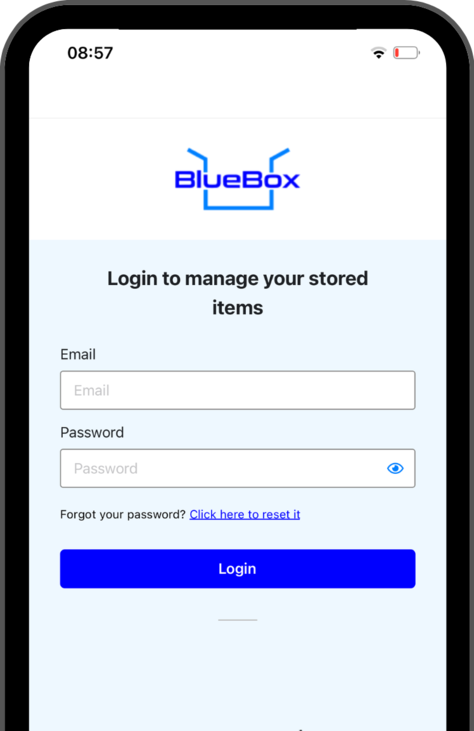 08:57
BlueBox
Login to manage your stored
items
Email
Email
Password
Password
Forgot your password? Click here to reset it
Login